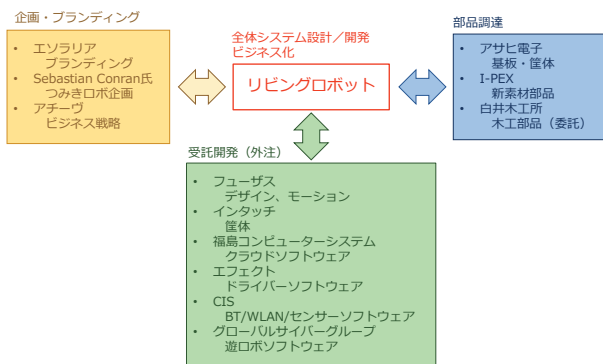 企画・ブランディング
• エソラリア
ブランディング
• Sebastian Conran氏
つみきロボ企画
• アチーヴ
ビジネス戦略
全体システム設計／開発
ビジネス化
リビングロボット
部品調達
• アサヒ電子
基板・筐体
• I-PEX
新素材部品
• 白井木工所
木工部品（委託）
受託開発（外注）
• フューザス
デザイン、モーション
• インタッチ
筐体
• 福島コンピューターシステム
クラウドソフトウェア
• エフェクト
ドライバーソフトウェア
• CIS
BT/WLAN/センサーソフトウェア
• グローバルサイバーグループ
遊ロボソフトウェア